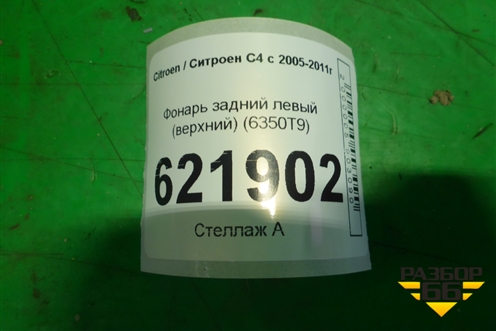 Citroen / Ситроен C4 с 2005-2011г
Фонарь задний левый
(верхний) (6350T9)
621902
Стеллаж А
РАЗБОР
66